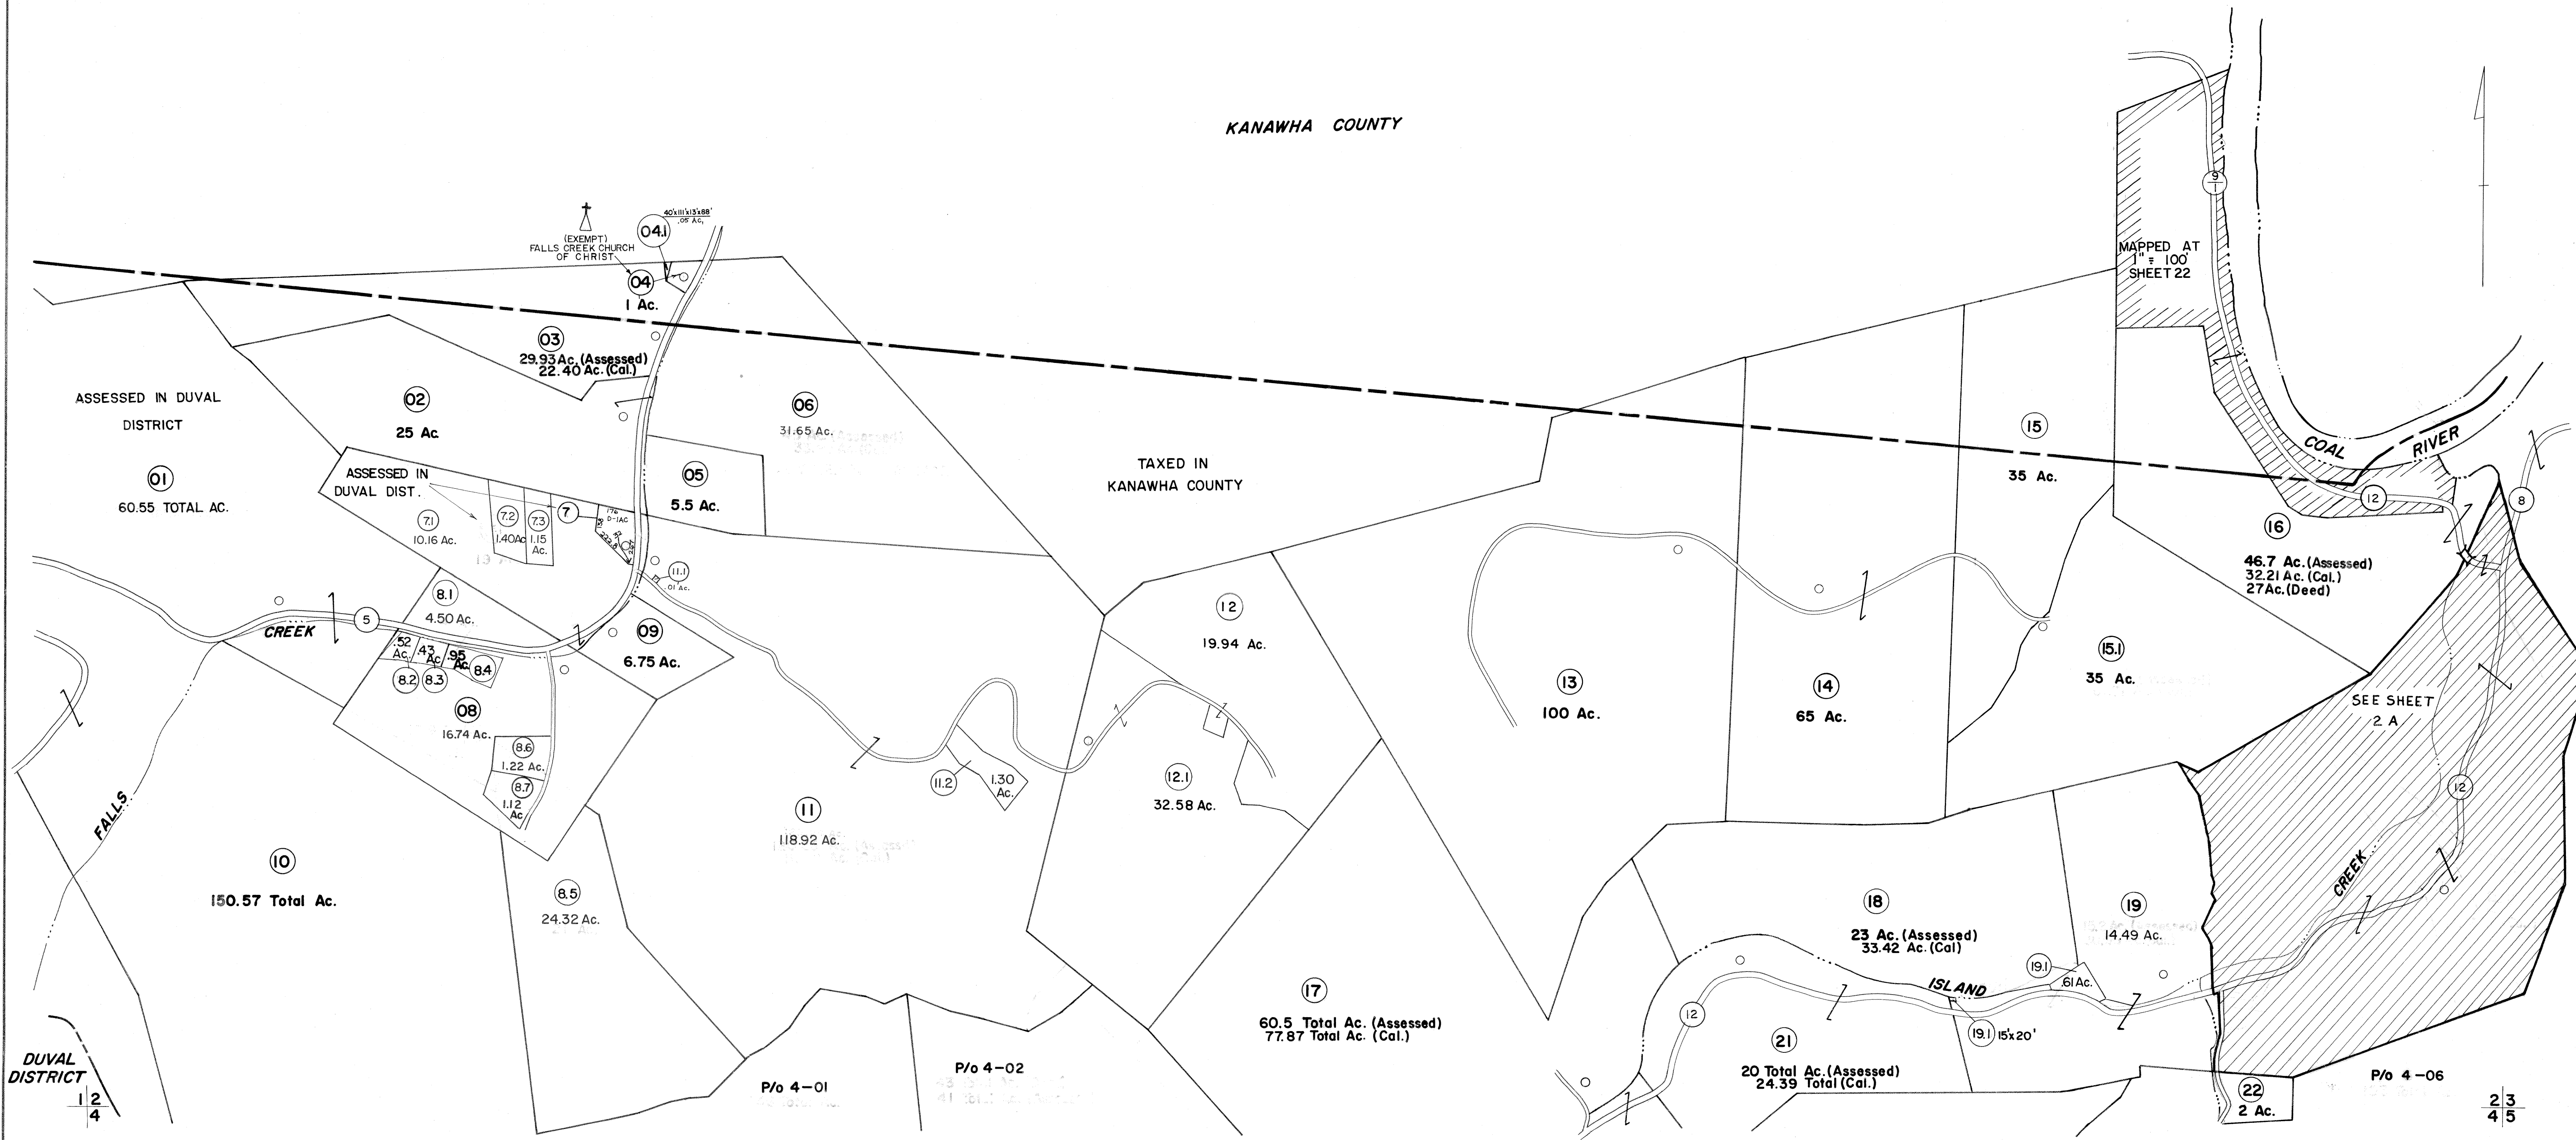 KANAWHA COUNTY
9
1
40'x111'x13'x88'
.05 AC.
04.1
(EXEMPT)
FALLS CREEK CHURCH
OF CHRIST
04
1 Ac.
MAPPED AT
1" = 100'
SHEET 22
03
29.93 Ac. (Assessed)
22.40 Ac. (Cal.)
ASSESSED IN DUVAL
DISTRICT
01
60.55 TOTAL AC.
02
25 Ac.
06
31.65 Ac.
05
5.5 Ac.
TAXED IN
KANAWHA COUNTY
15
35 Ac.
COAL RIVER
12
8
16
46.7 Ac. (Assessed)
32.21 Ac. (Cal.)
27 Ac. (Deed)
ASSESSED IN
DUVAL DIST.
7.1
10.16 Ac.
7.2
1.40 Ac
7.3
1.15
Ac.
7
176
D-1AC
158
222.8
11.1
.01 Ac.
8.1
4.50 Ac.
5
CREEK
.52
Ac.
.43
Ac
.95
Ac.
8.4
8.2
8.3
09
6.75 Ac.
08
16.74 Ac.
8.6
1.22 Ac.
8.7
1.12
Ac
12
19.94 Ac.
12.1
32.58 Ac.
13
100 Ac.
14
65 Ac.
15.1
35 Ac.
SEE SHEET
2 A
12
11.2
1.30
Ac.
11
118.92 Ac.
FALLS
10
150.57 Total Ac.
8.5
24.32 Ac.
18
23 Ac. (Assessed)
33.42 Ac. (Cal)
19
14.49 Ac.
CREEK
19.1
.61 Ac.
ISLAND
19.1 15'x20'
12
17
60.5 Total Ac. (Assessed)
77.87 Total Ac. (Cal.)
21
20 Total Ac. (Assessed)
24.39 Total (Cal.)
DUVAL
DISTRICT
1 2
4
P/o 4-01
P/o 4-02
22
2 Ac.
P/o 4-06
2 3
4 5